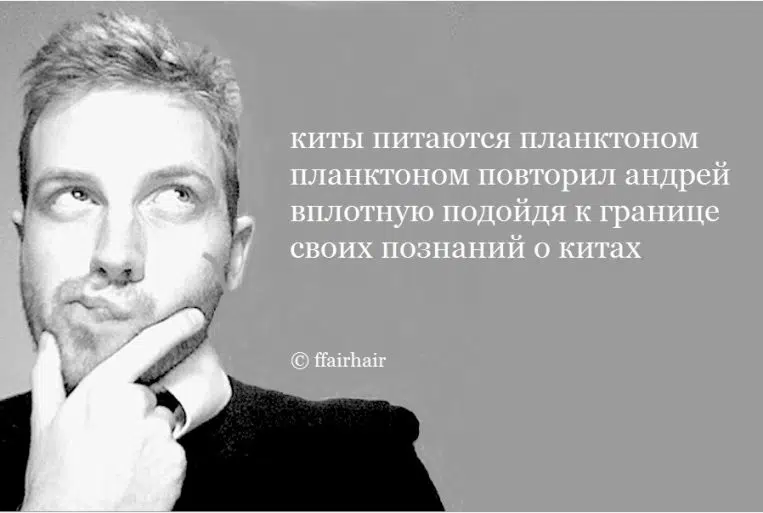 киты питаются планктоном
планктоном повторил андрей
вплотную подойдя к границе
своих познаний о китах
© ffairhair